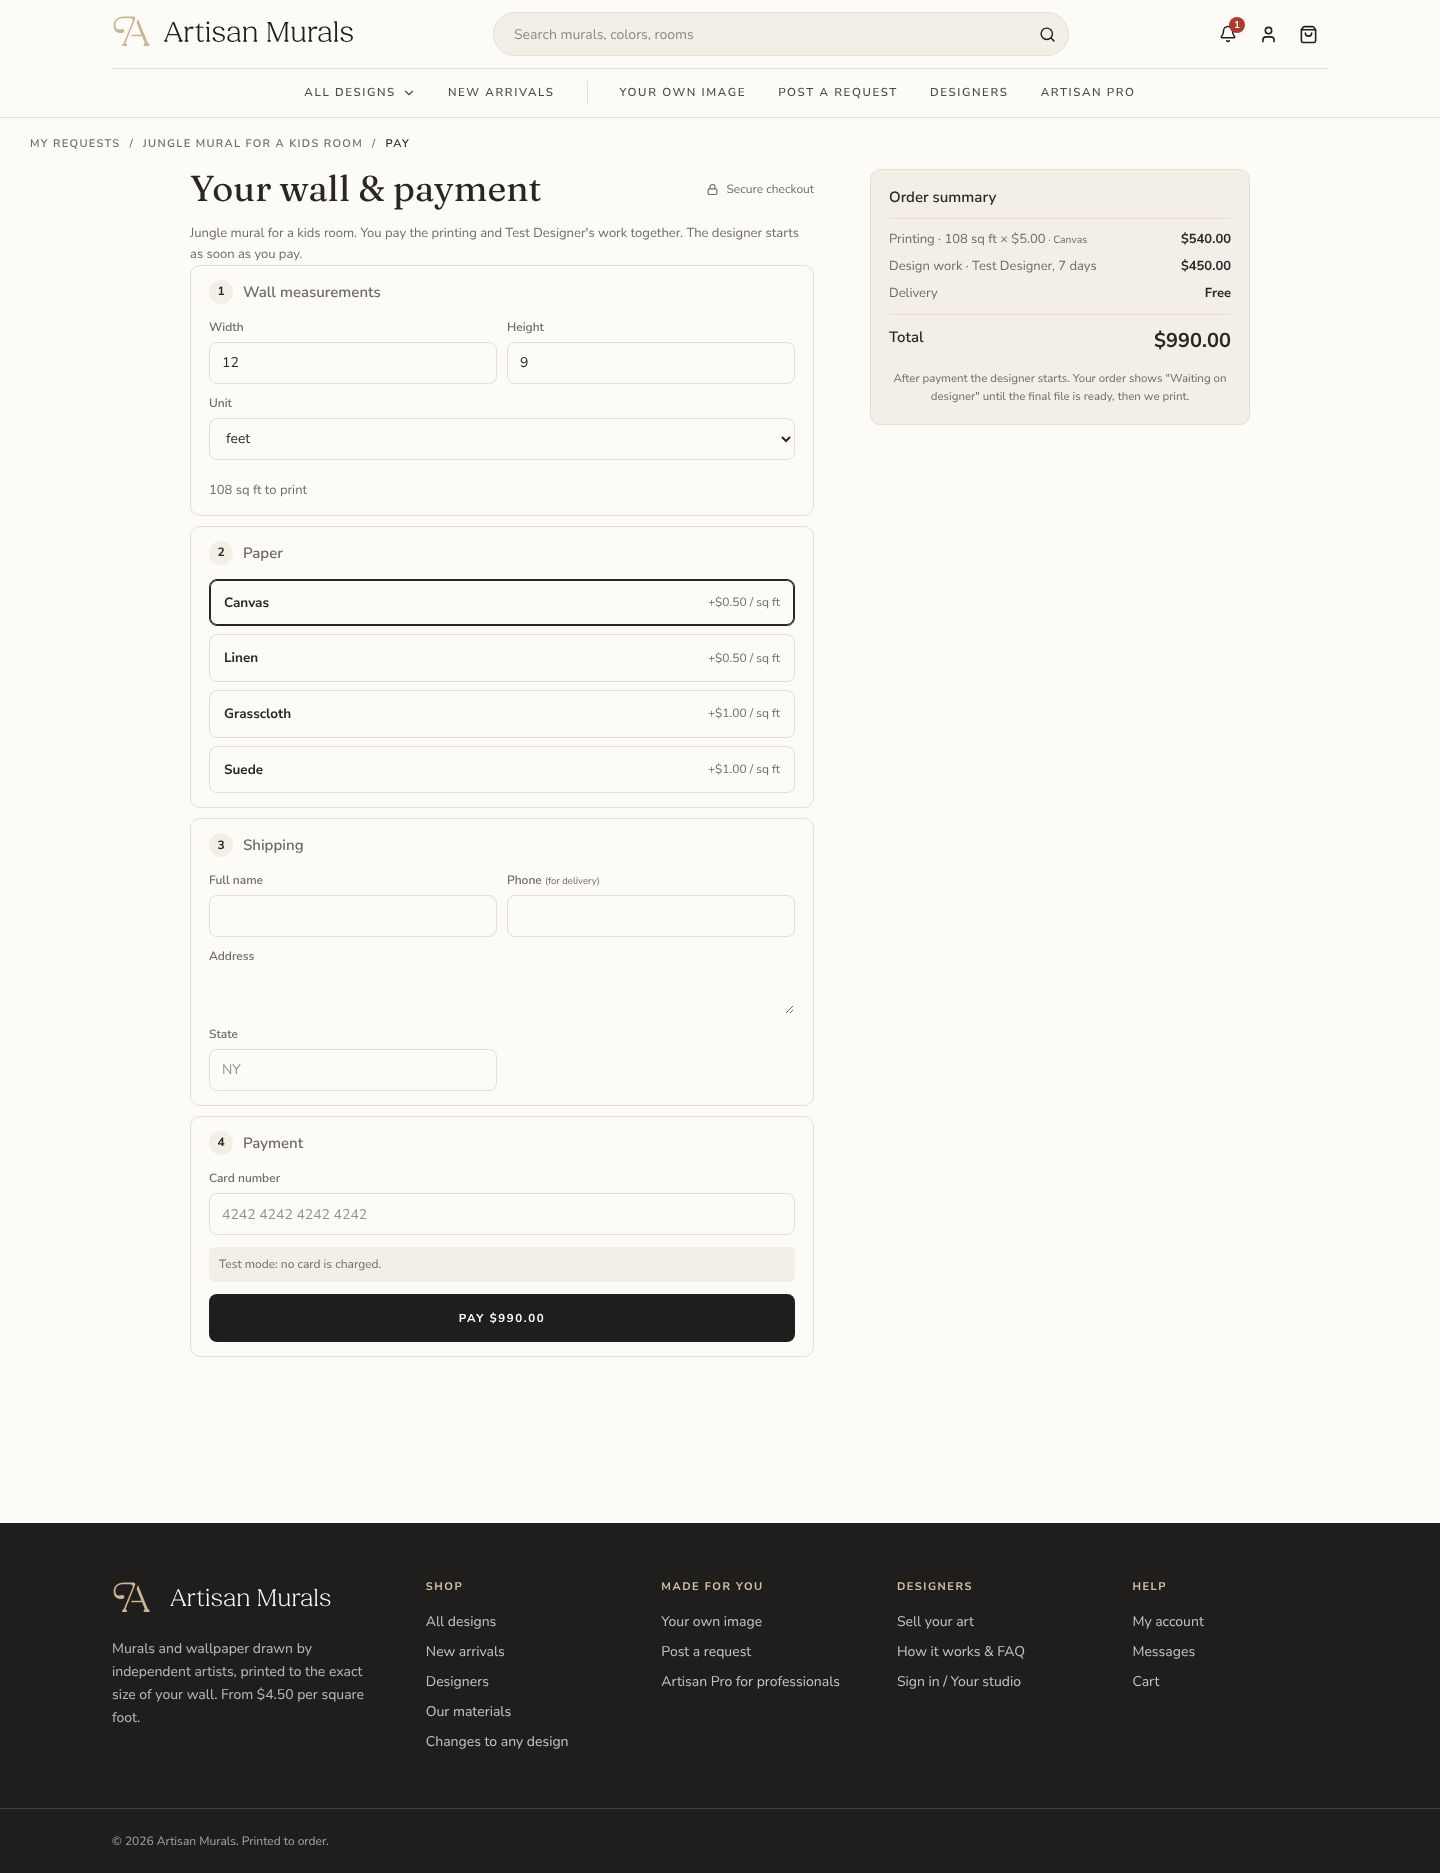 Artisan Murals
Search murals, colors, rooms
1
ALL DESIGNS
NEW ARRIVALS
YOUR OWN IMAGE
POST A REQUEST
DESIGNERS
ARTISAN PRO
MY REQUESTS / JUNGLE MURAL FOR A KIDS ROOM / PAY
Your wall & payment
Secure checkout
Jungle mural for a kids room. You pay the printing and Test Designer's work together. The designer starts
as soon as you pay.
1 Wall measurements
Width
Height
12
9
Unit
feet
108 sq ft to print
2 Paper
Canvas +$0.50 / sq ft
Linen +$0.50 / sq ft
Grasscloth +$1.00 / sq ft
Suede +$1.00 / sq ft
3 Shipping
Full name
Phone (for delivery)
Address
State
NY
4 Payment
Card number
4242 4242 4242 4242
Test mode: no card is charged.
PAY $990.00
Order summary
Printing · 108 sq ft × $5.00 · Canvas $540.00
Design work · Test Designer, 7 days $450.00
Delivery Free
Total $990.00
After payment the designer starts. Your order shows "Waiting on
designer" until the final file is ready, then we print.
Artisan Murals
Murals and wallpaper drawn by
independent artists, printed to the exact
size of your wall. From $4.50 per square
foot.
SHOP
All designs
New arrivals
Designers
Our materials
Changes to any design
MADE FOR YOU
Your own image
Post a request
Artisan Pro for professionals
DESIGNERS
Sell your art
How it works & FAQ
Sign in / Your studio
HELP
My account
Messages
Cart
© 2026 Artisan Murals. Printed to order.